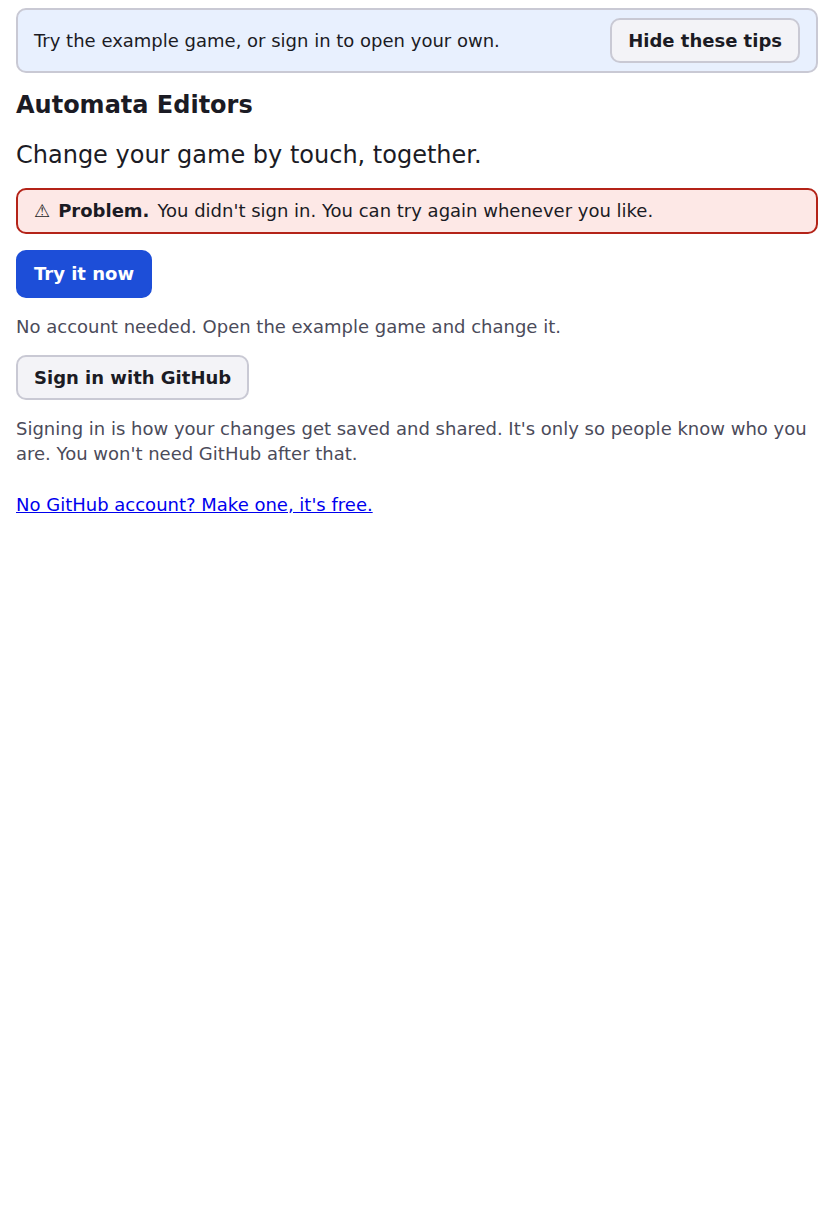 Try the example game, or sign in to open your own.
Hide these tips
Automata Editors
Change your game by touch, together.
⚠ Problem. You didn't sign in. You can try again whenever you like.
Try it now
No account needed. Open the example game and change it.
Sign in with GitHub
Signing in is how your changes get saved and shared. It's only so people know who you
are. You won't need GitHub after that.
No GitHub account? Make one, it's free.